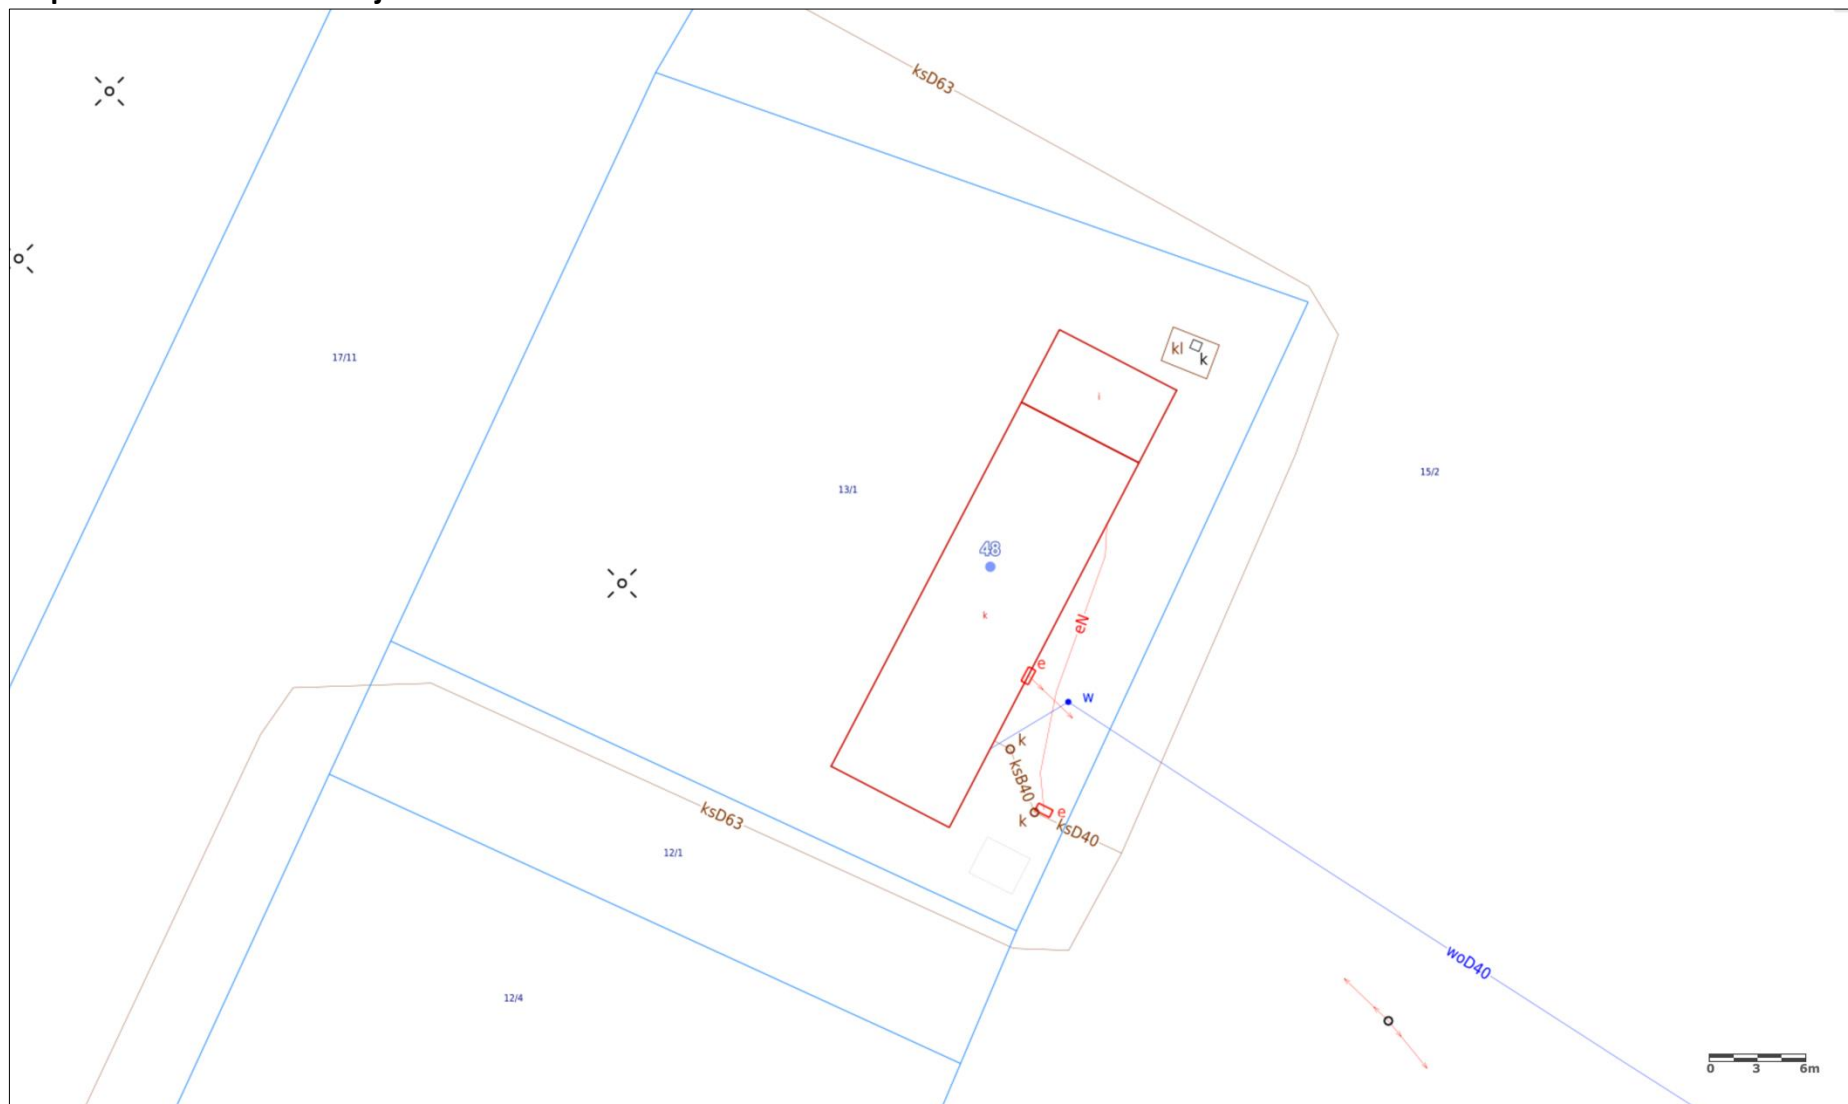 ksD63
kl
k
17/11
i
15/2
13/1
48
k
eN
e
w
k
ksB40
ksD63
e
k
ksD40
12/1
woD40
12/4
0 3 6m